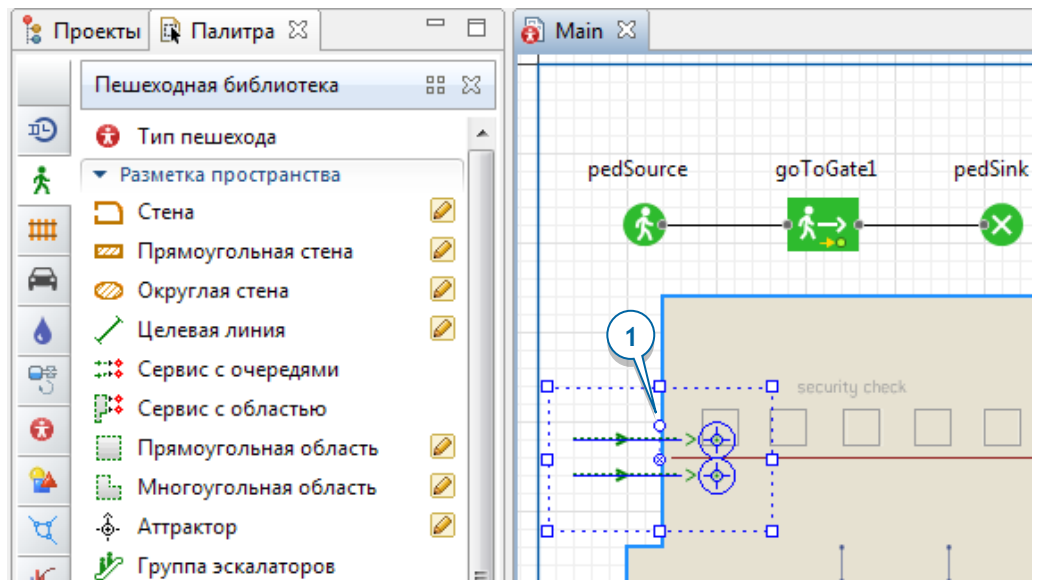 Проекты
Палитра
Main
Пешеходная библиотека
Тип пешехода
Разметка пространства
Стена
Прямоугольная стена
Округлая стена
Целевая линия
Сервис с очередями
Сервис с областью
Прямоугольная область
Многоугольная область
Аттрактор
Группа эскалаторов
pedSource
goToGate1
pedSink
1
security check